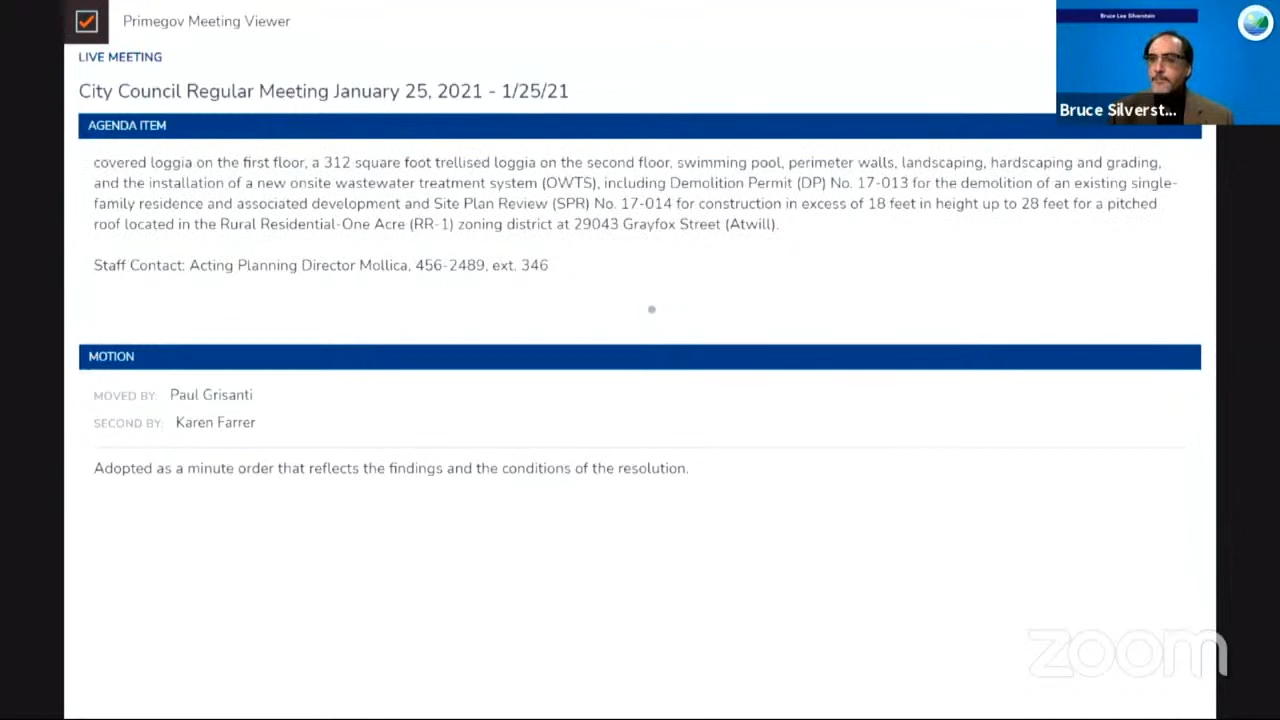 Primegov Meeting Viewer
LIVE MEETING
City Council Regular Meeting January 25, 2021 - 1/25/21
AGENDA ITEM
covered loggia on the first floor, a 312 square foot trellised loggia on the second floor, swimming pool, perimeter walls, landscaping, hardscaping and grading,
and the installation of a new onsite wastewater treatment system (OWTS), including Demolition Permit (DP) No. 17-013 for the demolition of an existing single-
family residence and associated development and Site Plan Review (SPR) No. 17-014 for construction in excess of 18 feet in height up to 28 feet for a pitched
roof located in the Rural Residential-One Acre (RR-1) zoning district at 29043 Grayfox Street (Atwill).
Staff Contact: Acting Planning Director Mollica, 456-2489, ext. 346
MOTION
MOVED BY: Paul Grisanti
SECOND BY: Karen Farrer
Adopted as a minute order that reflects the findings and the conditions of the resolution.
Bruce Lee Silverstein
Bruce Silverst...
zoom